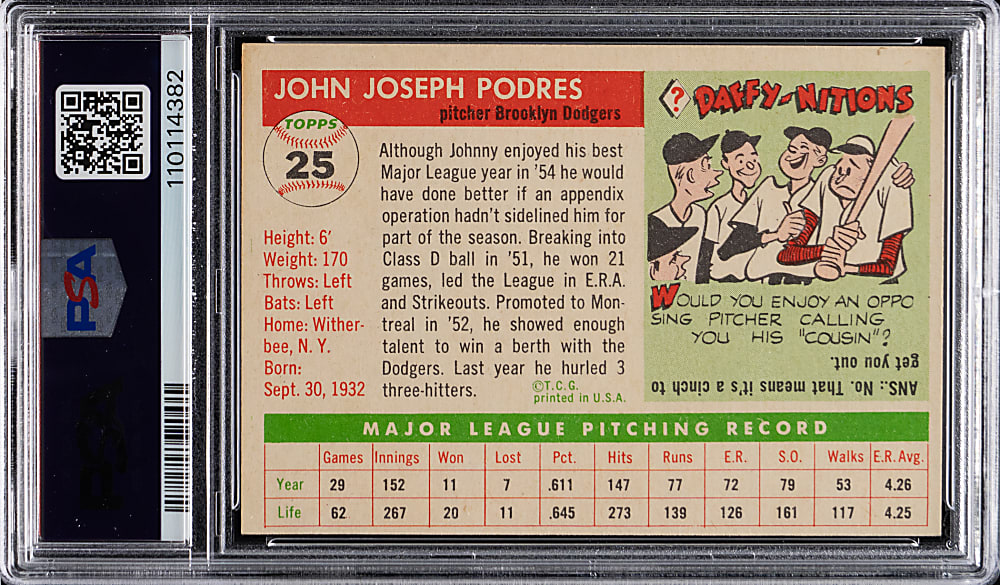 110114382
PSA
JOHN JOSEPH PODRES
pitcher Brooklyn Dodgers
TOPPS
25
Height: 6'
Weight: 170
Throws: Left
Bats: Left
Home: Wither-
bee, N. Y.
Born:
Sept. 30, 1932
Although Johnny enjoyed his best
Major League year in '54 he would
have done better if an appendix
operation hadn't sidelined him for
part of the season. Breaking into
Class D ball in '51, he won 21
games, led the League in E.R.A.
and Strikeouts. Promoted to Mon-
treal in '52, he showed enough
talent to win a berth with the
Dodgers. Last year he hurled 3
three-hitters.
©T.C.G.
printed in U.S.A.
? DAFFY-NITIONS
WOULD YOU ENJOY AN OPPO
SING PITCHER CALLING
YOU HIS "COUSIN"?
ANS.: No. That means it's a cinch to
get you out.
MAJOR LEAGUE PITCHING RECORD
Games Innings Won Lost Pct. Hits Runs E.R. S.O. Walks E.R. Avg.
Year 29 152 11 7 .611 147 77 72 79 53 4.26
Life 62 267 20 11 .645 273 139 126 161 117 4.25